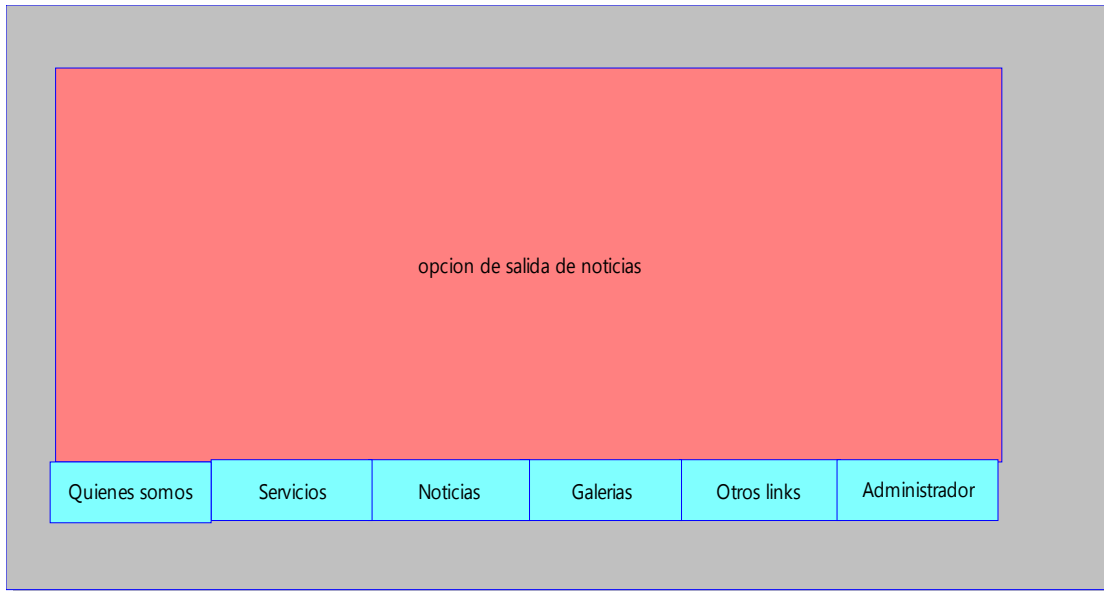 opcion de salida de noticias
Quienes somos
Servicios
Noticias
Galerias
Otros links
Administrador